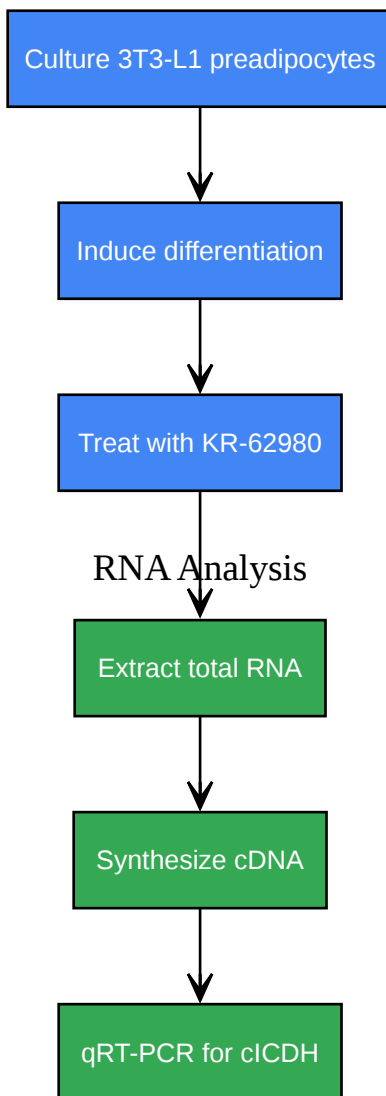 Culture 3T3-L1 preadipocytes
Induce differentiation
Treat with KR-62980
RNA Analysis
Extract total RNA
Synthesize cDNA
qRT-PCR for cICDH